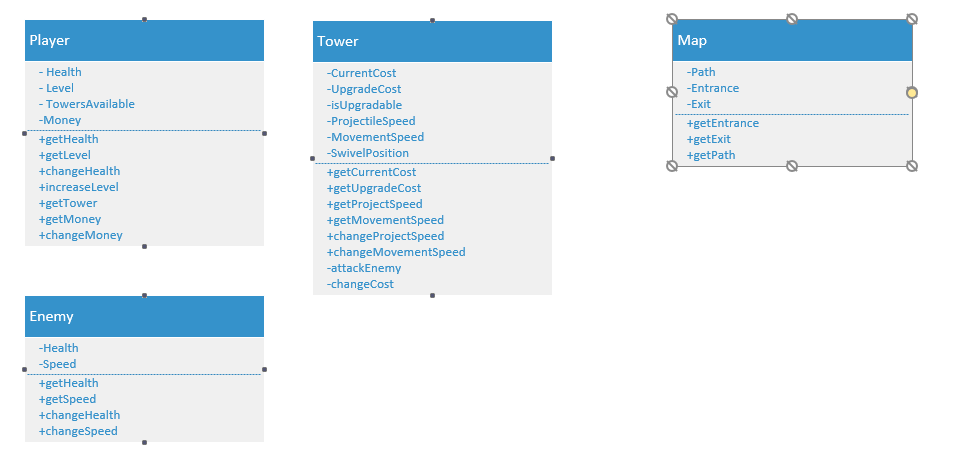 Player
- Health
- Level
- TowersAvailable
-Money
+getHealth
+getLevel
+changeHealth
+increaseLevel
+getTower
+getMoney
+changeMoney
Tower
-CurrentCost
-UpgradeCost
-isUpgradable
-ProjectileSpeed
-MovementSpeed
-SwivelPosition
+getCurrentCost
+getUpgradeCost
+getProjectSpeed
+getMovementSpeed
+changeProjectSpeed
+changeMovementSpeed
-attackEnemy
-changeCost
Map
-Path
-Entrance
-Exit
+getEntrance
+getExit
+getPath
Enemy
-Health
-Speed
+getHealth
+getSpeed
+changeHealth
+changeSpeed